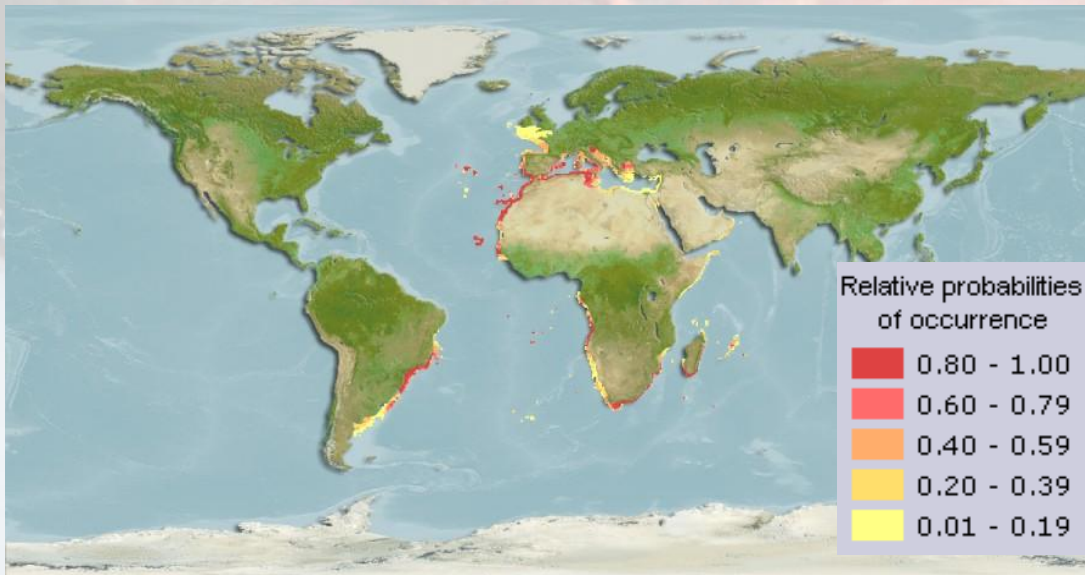 Relative probabilities
of occurrence
0.80 - 1.00
0.60 - 0.79
0.40 - 0.59
0.20 - 0.39
0.01 - 0.19